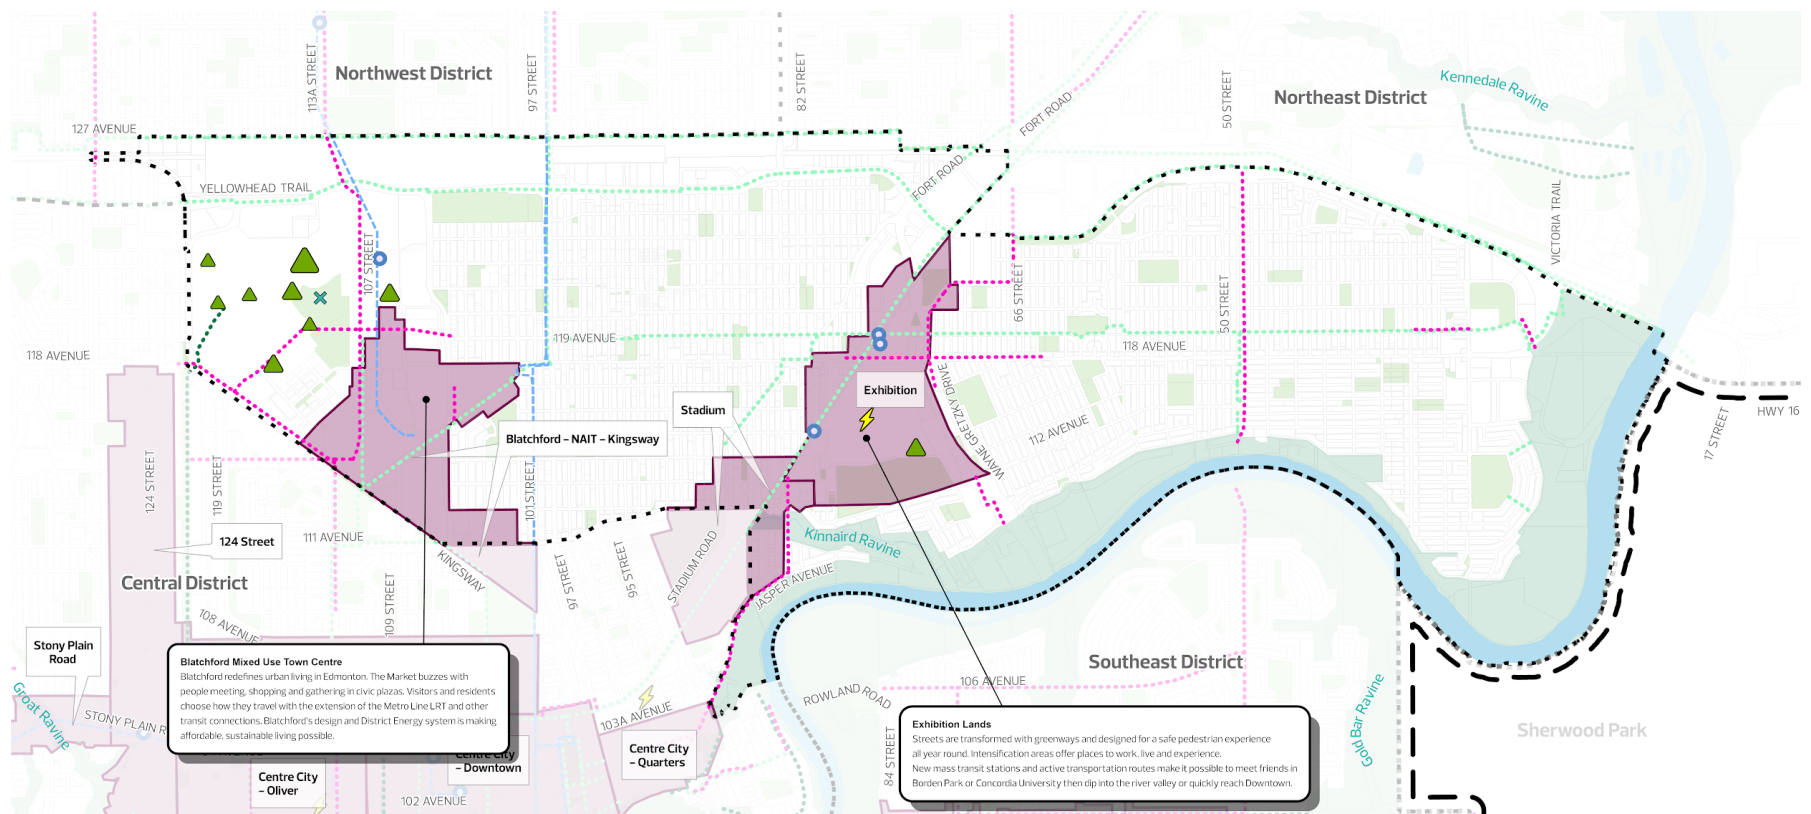 Northwest District
Northeast District
Kennedale Ravine
113A STREET
97 STREET
82 STREET
50 STREET
FORT ROAD
127 AVENUE
YELLOWHEAD TRAIL
FORT ROAD
VICTORIA TRAIL
107 STREET
66 STREET
50 STREET
119 AVENUE
118 AVENUE
118 AVENUE
Exhibition
Stadium
WAYNE GRETZKY DRIVE
HWY 16
17 STREET
112 AVENUE
Blatchford – NAIT – Kingsway
124 STREET
119 STREET
101 STREET
124 Street
111 AVENUE
KINGSWAY
Kinnaird Ravine
STADIUM ROAD
95 STREET
97 STREET
JASPER AVENUE
Central District
109 STREET
108 AVENUE
Stony Plain
Road
Groat Ravine
STONY PLAIN R
Blatchford Mixed Use Town Centre
Blatchford redefines urban living in Edmonton. The Market buzzes with
people meeting, shopping and gathering in civic plazas. Visitors and residents
choose how they travel with the extension of the Metro Line LRT and other
transit connections. Blatchford's design and District Energy system is making
affordable, sustainable living possible.
Southeast District
106 AVENUE
ROWLAND ROAD
103A AVENUE
Gold Bar Ravine
Sherwood Park
84 STREET
Exhibition Lands
Streets are transformed with greenways and designed for a safe pedestrian experience
all year round. Intensification areas offer places to work, live and experience.
New mass transit stations and active transportation routes make it possible to meet friends in
Borden Park or Concordia University then dip into the river valley or quickly reach Downtown.
Centre City
– Quarters
Centre City
– Downtown
Centre City
– Oliver
102 AVENUE